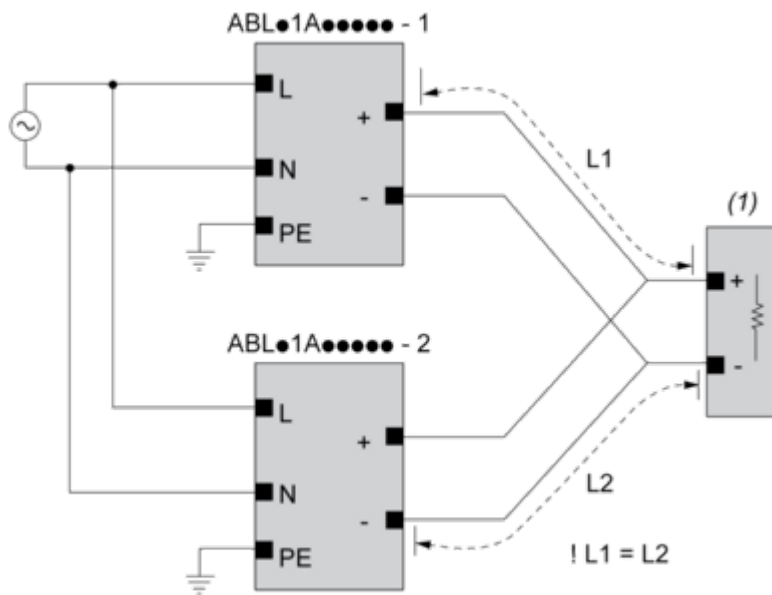 ABL●1A●●●●● - 1
L
+
L1
N
-
(1)
PE
+
-
ABL●1A●●●●● - 2
L
+
L2
N
-
! L1 = L2
PE